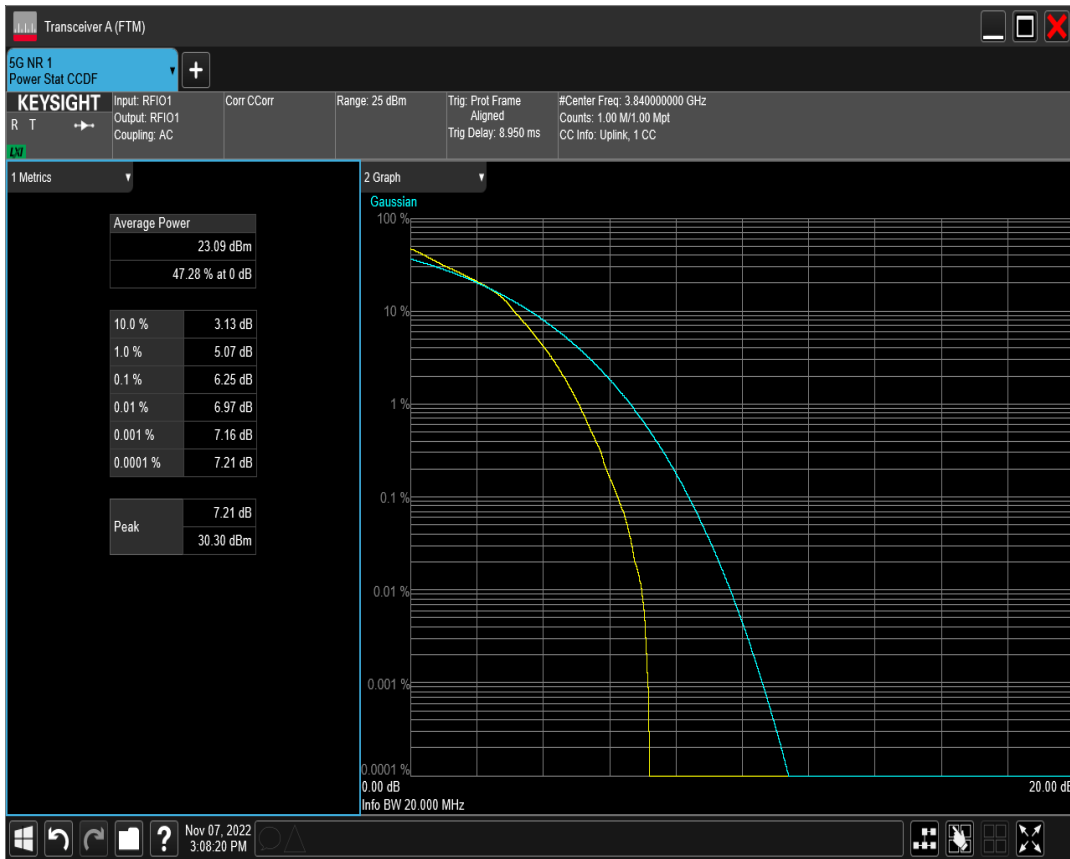 Transceiver A (FTM)
5G NR 1
Power Stat CCDF
+
KEYSIGHT
R T
LXI
Input: RFIO1
Output: RFIO1
Coupling: AC
Corr CCorr
Range: 25 dBm
Trig: Prot Frame
Aligned
Trig Delay: 8.950 ms
#Center Freq: 3.840000000 GHz
Counts: 1.00 M/1.00 Mpt
CC Info: Uplink, 1 CC
1 Metrics
Average Power
23.09 dBm
47.28 % at 0 dB
10.0 % 3.13 dB
1.0 % 5.07 dB
0.1 % 6.25 dB
0.01 % 6.97 dB
0.001 % 7.16 dB
0.0001 % 7.21 dB
Peak 7.21 dB
30.30 dBm
2 Graph
Gaussian
100 %
10 %
1 %
0.1 %
0.01 %
0.001 %
0.0001 %
0.00 dB 20.00 dB
Info BW 20.000 MHz
?
Nov 07, 2022
3:08:20 PM